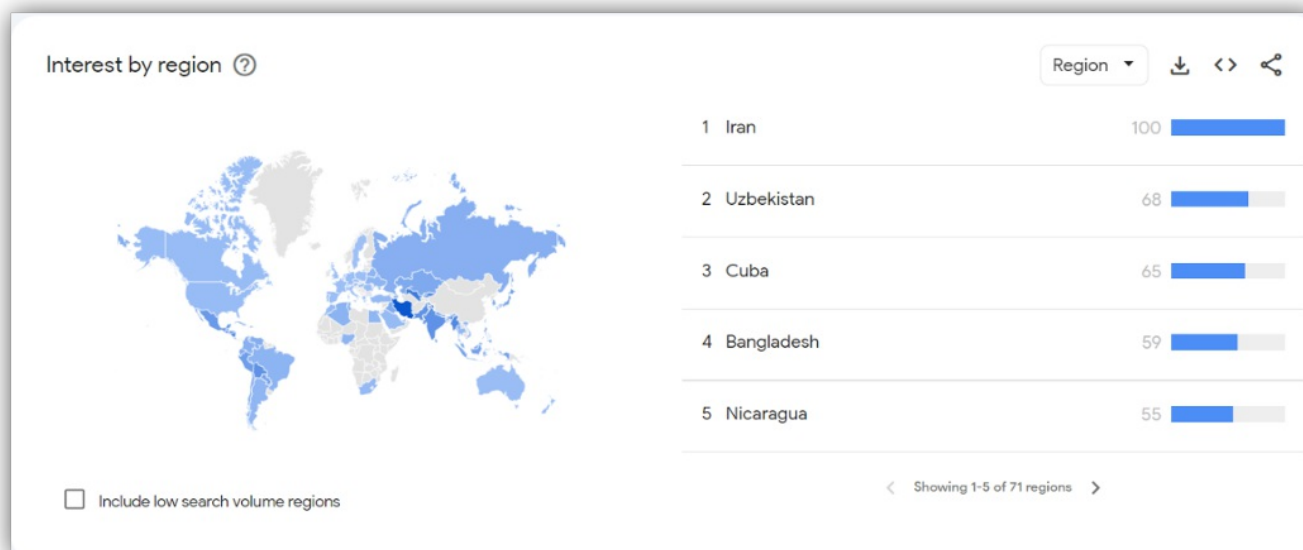 Interest by region
Region
1 Iran 100
2 Uzbekistan 68
3 Cuba 65
4 Bangladesh 59
5 Nicaragua 55
Include low search volume regions
Showing 1-5 of 71 regions